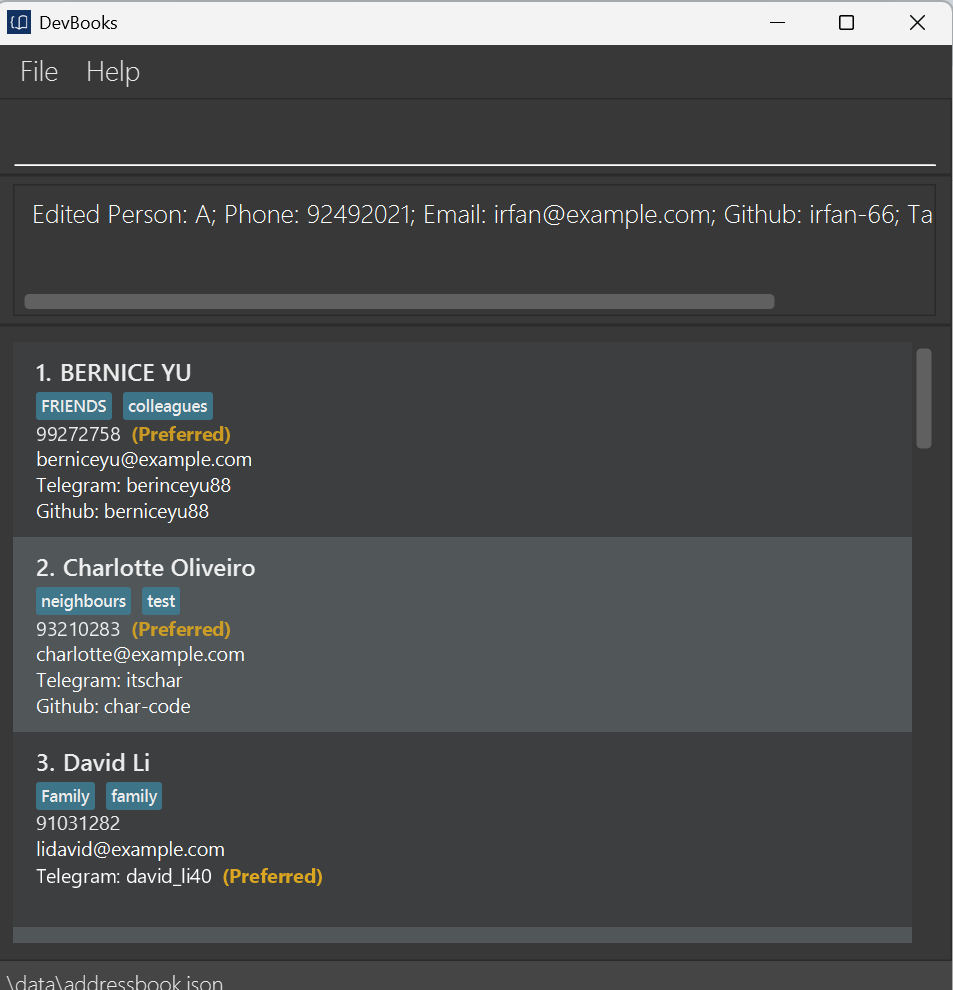 DevBooks
File Help
Edited Person: A; Phone: 92492021; Email: irfan@example.com; Github: irfan-66; Ta
1. BERNICE YU
FRIENDS colleagues
99272758 (Preferred)
berniceyu@example.com
Telegram: berinceyu88
Github: berniceyu88
2. Charlotte Oliveiro
neighbours test
93210283 (Preferred)
charlotte@example.com
Telegram: itschar
Github: char-code
3. David Li
Family family
91031282
lidavid@example.com
Telegram: david_li40 (Preferred)
\data\addressbook.json